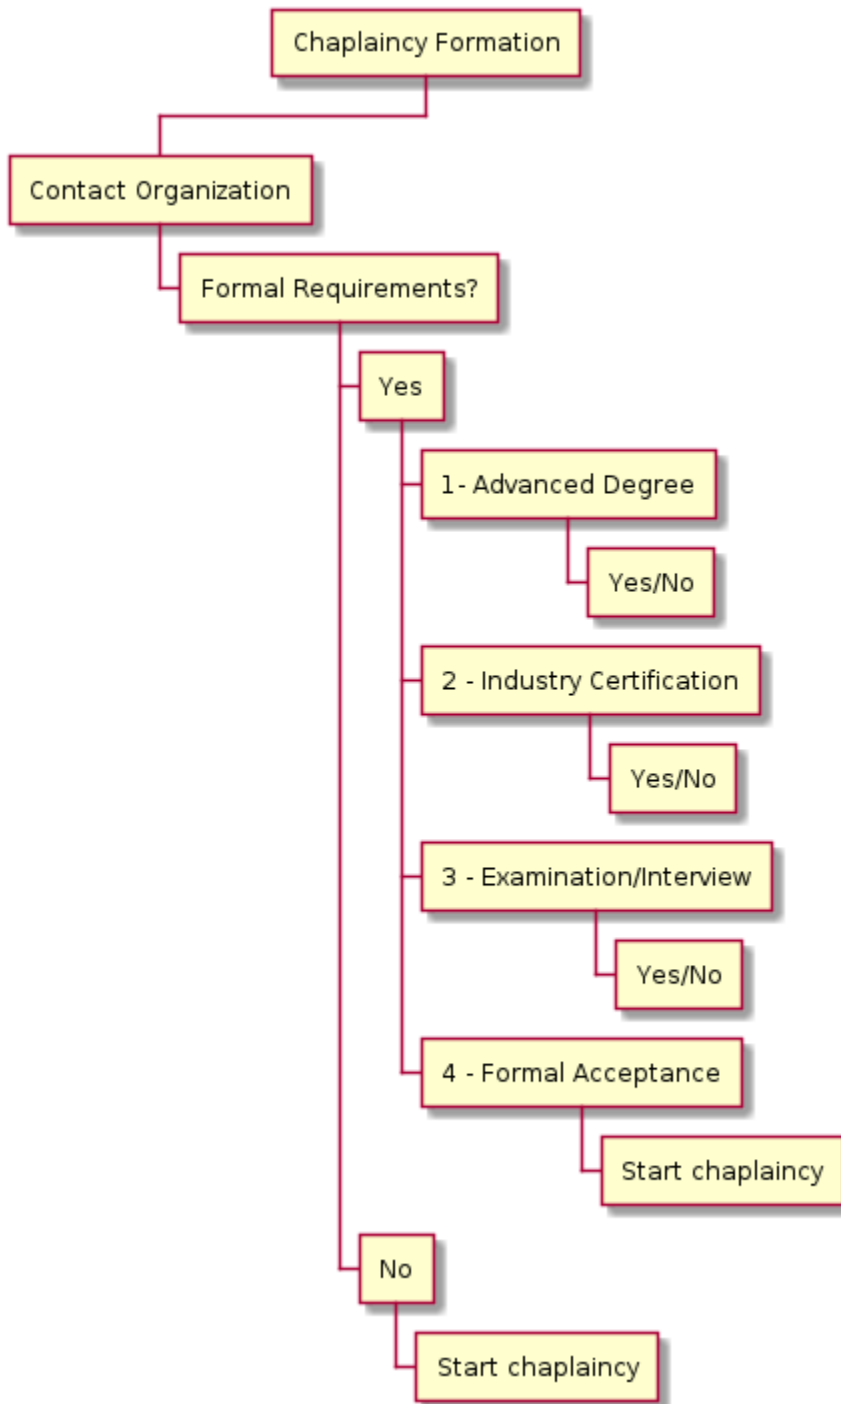 Chaplaincy Formation
Contact Organization
Formal Requirements?
Yes
1- Advanced Degree
Yes/No
2 - Industry Certification
Yes/No
3 - Examination/Interview
Yes/No
4 - Formal Acceptance
Start chaplaincy
No
Start chaplaincy